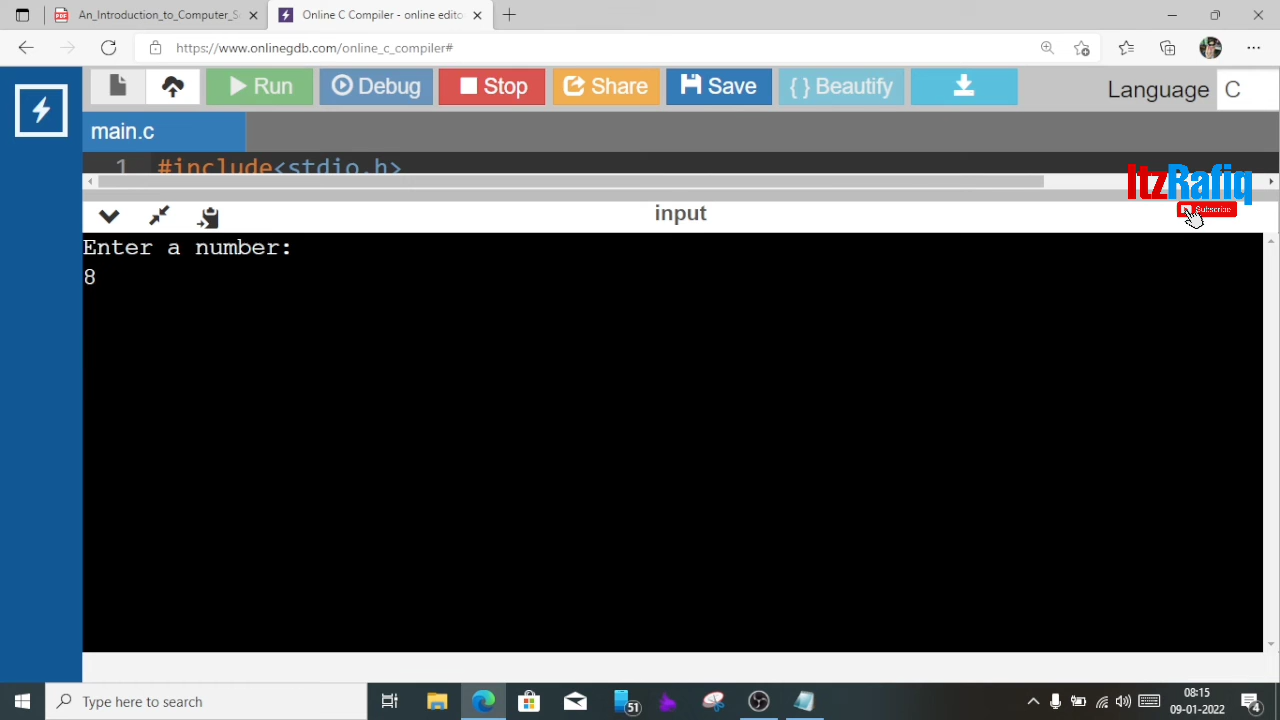 An_Introduction_to_Computer_S
Online C Compiler - online edito
https://www.onlinegdb.com/online_c_compiler#
Run
Debug
Stop
Share
Save
{ } Beautify
Language
C
main.c
1 #include<stdio.h>
ItzRafiq
Subscribe
input
Enter a number:
8
Type here to search
51
08:15
09-01-2022
4